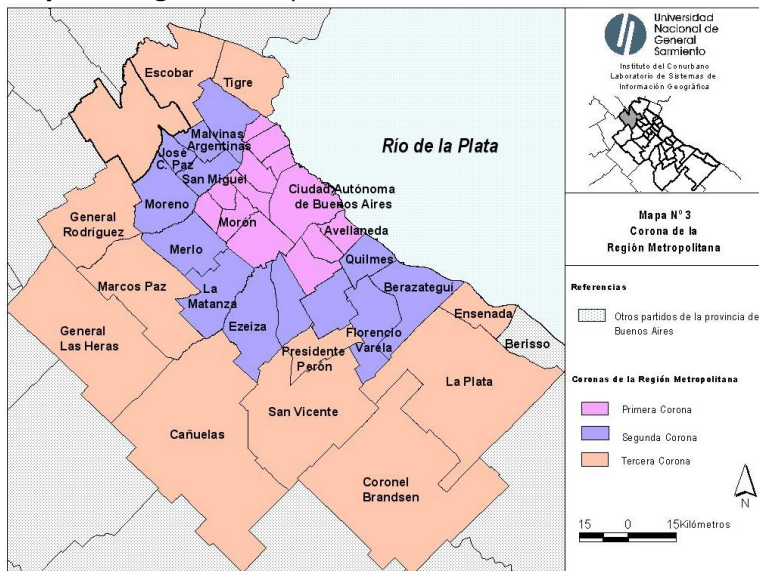 Escobar
Tigre
Malvinas
Argentinas
José
C. Paz
San Miguel
Río de la Plata
Ciudad Autónoma
de Buenos Aires
Moreno
General
Rodríguez
Morón
Avellaneda
Merlo
Quilmes
Marcos Paz
La
Matanza
Berazategui
General
Las Heras
Ezeiza
Florencio
Varela
Ensenada
Presidente
Perón
Berisso
La Plata
San Vicente
Cañuelas
Coronel
Brandsen
Universidad
Nacional de
General
Sarmiento
Instituto del Conurbano
Laboratorio de Sistemas de
Información Geográfica
Mapa Nº 3
Corona de la
Región Metropolitana
Referencias
Otros partidos de la provincia de
Buenos Aires
Coronas de la Región Metropolitana
Primera Corona
Segunda Corona
Tercera Corona
N
15 0 15 Kilómetros